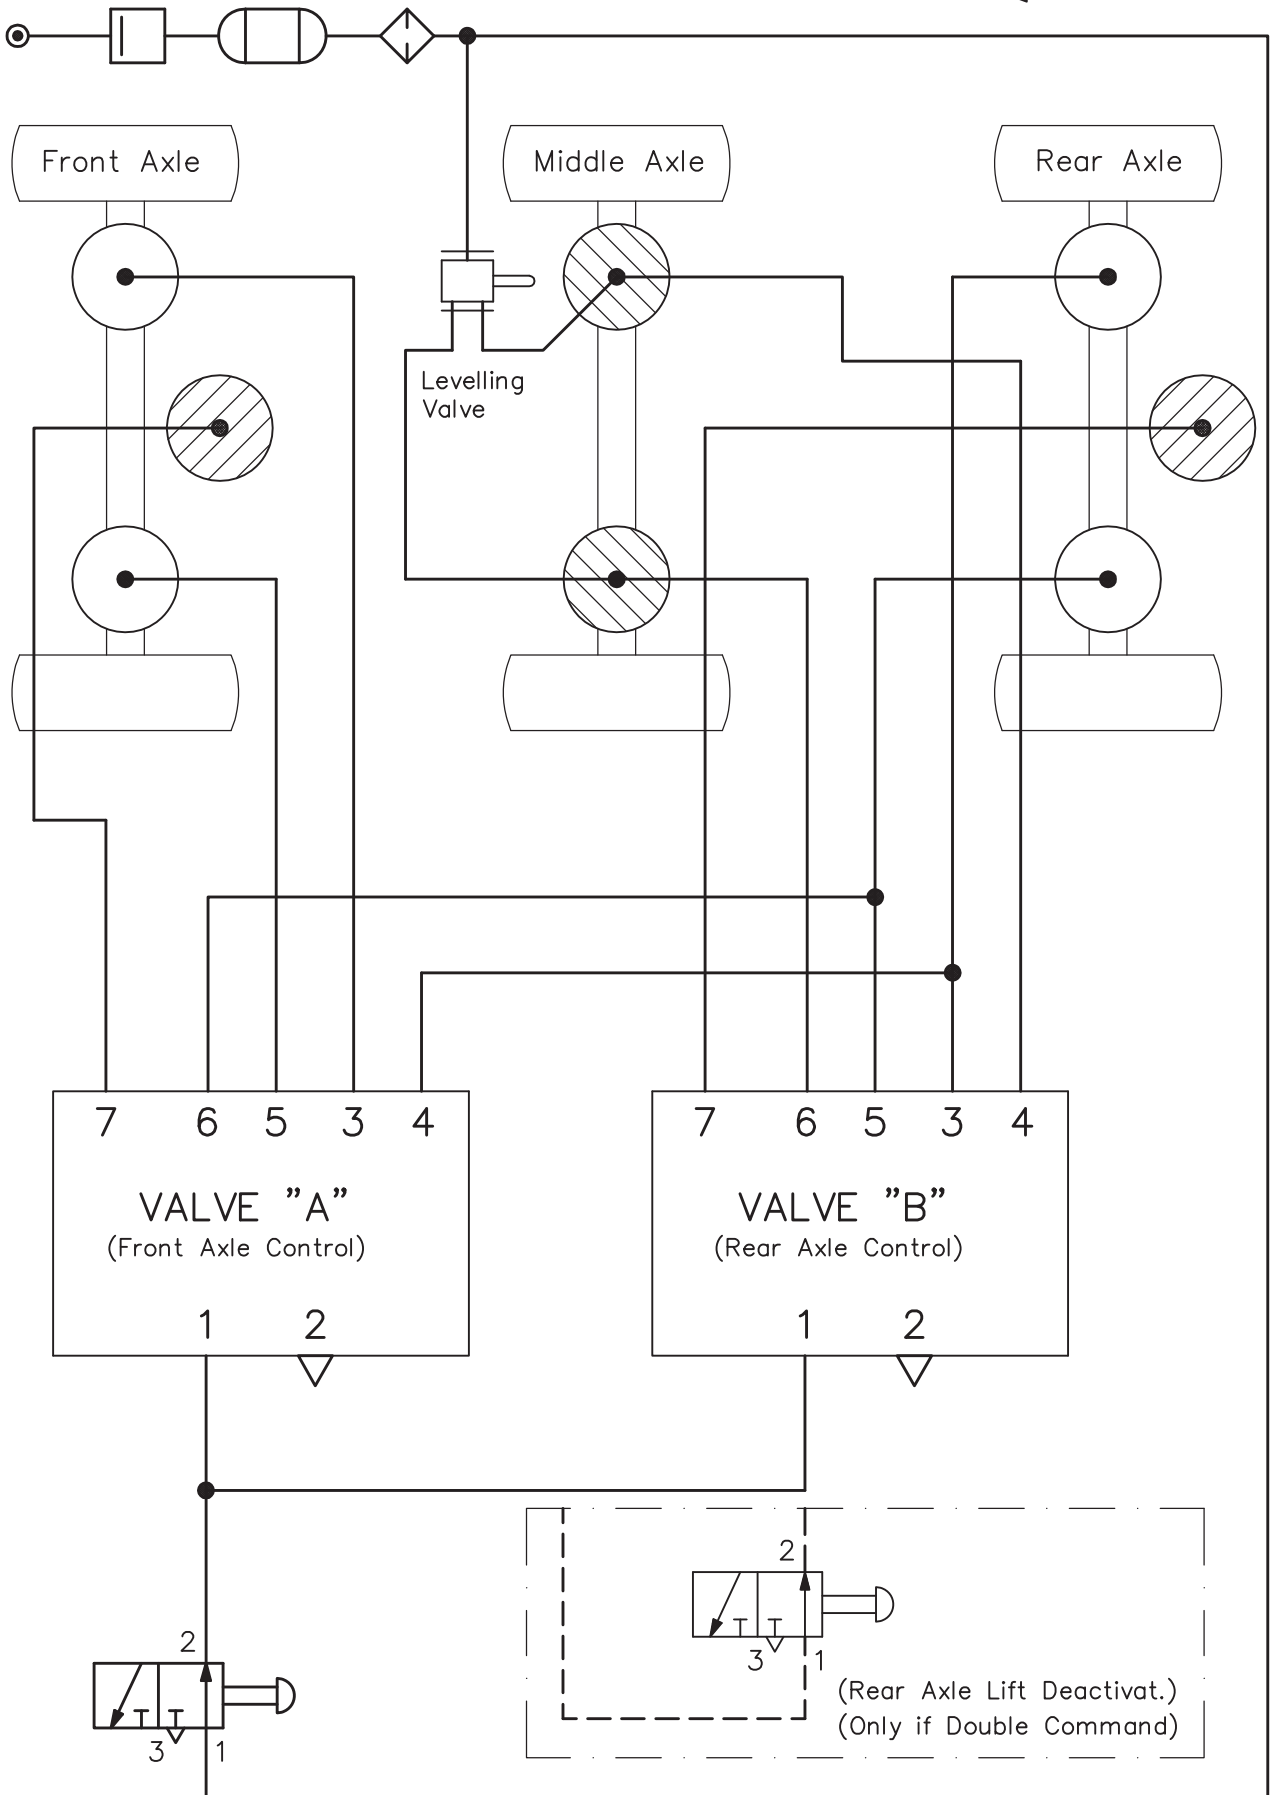 Front Axle
Middle Axle
Rear Axle
Levelling
Valve
7 6 5 3 4
VALVE "A"
(Front Axle Control)
1 2
7 6 5 3 4
VALVE "B"
(Rear Axle Control)
1 2
2
3 1
(Rear Axle Lift Deactivat.)
(Only if Double Command)
2
3 1